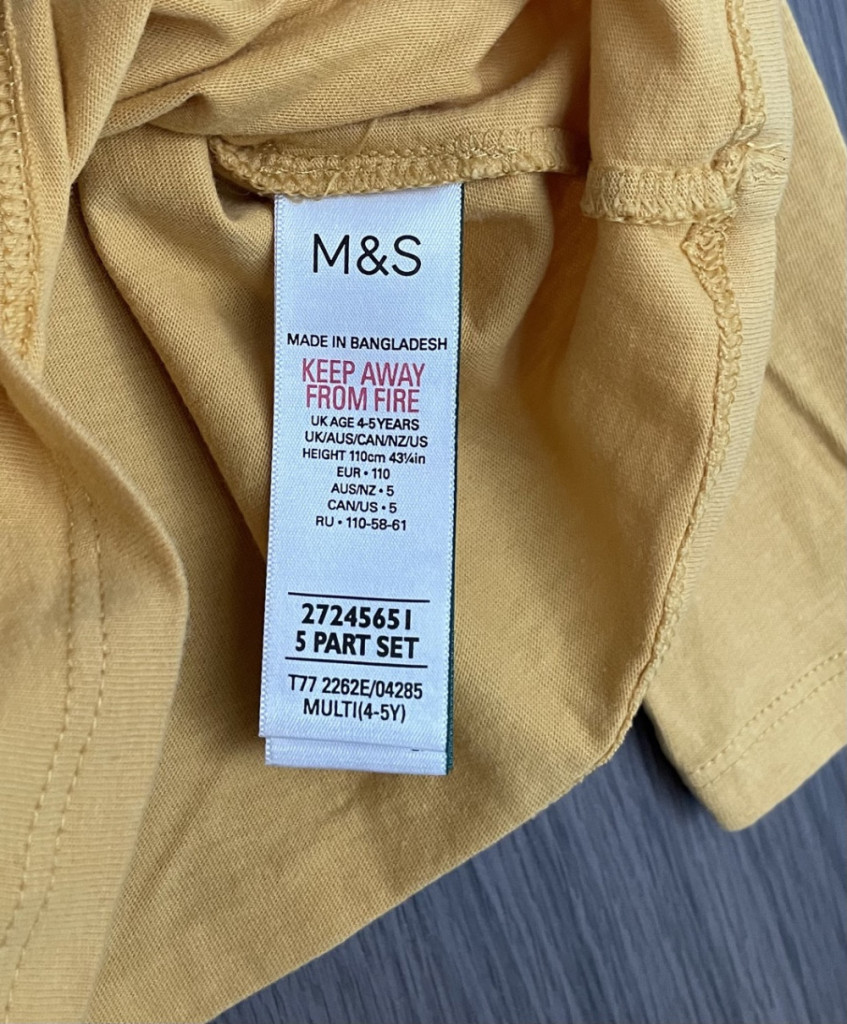 M&S
MADE IN BANGLADESH
KEEP AWAY
FROM FIRE
UK AGE 4-5YEARS
UK/AUS/CAN/NZ/US
HEIGHT 110cm 43¼in
EUR • 110
AUS/NZ • 5
CAN/US • 5
RU • 110-58-61
27245651
5 PART SET
T77 2262E/04285
MULTI(4-5Y)